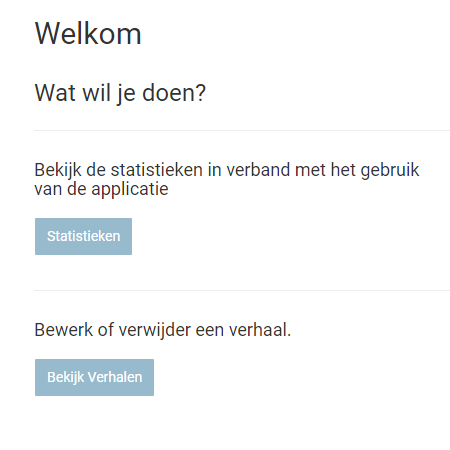 Welkom
Wat wil je doen?
Bekijk de statistieken in verband met het gebruik
van de applicatie
Statistieken
Bewerk of verwijder een verhaal.
Bekijk Verhalen